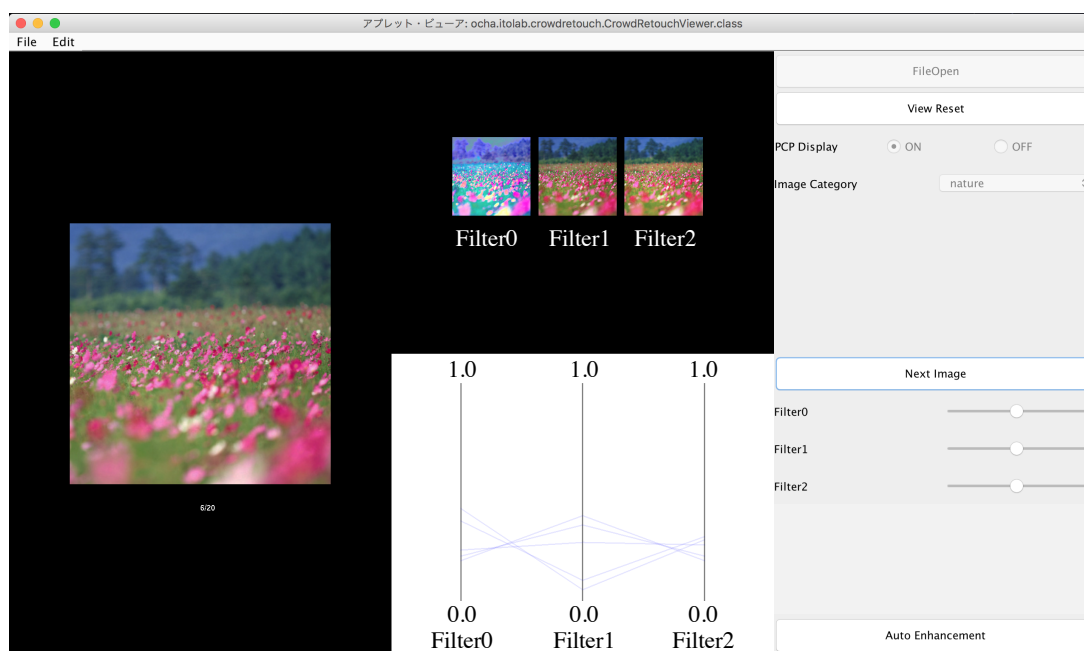 アプレット・ビューア: ocha.itolab.crowdretouch.CrowdRetouchViewer.class
File Edit
FileOpen
View Reset
PCP Display ON OFF
Image Category nature
Filter0 Filter1 Filter2
6/20
1.0 1.0 1.0
0.0 0.0 0.0
Filter0 Filter1 Filter2
Next Image
Filter0
Filter1
Filter2
Auto Enhancement